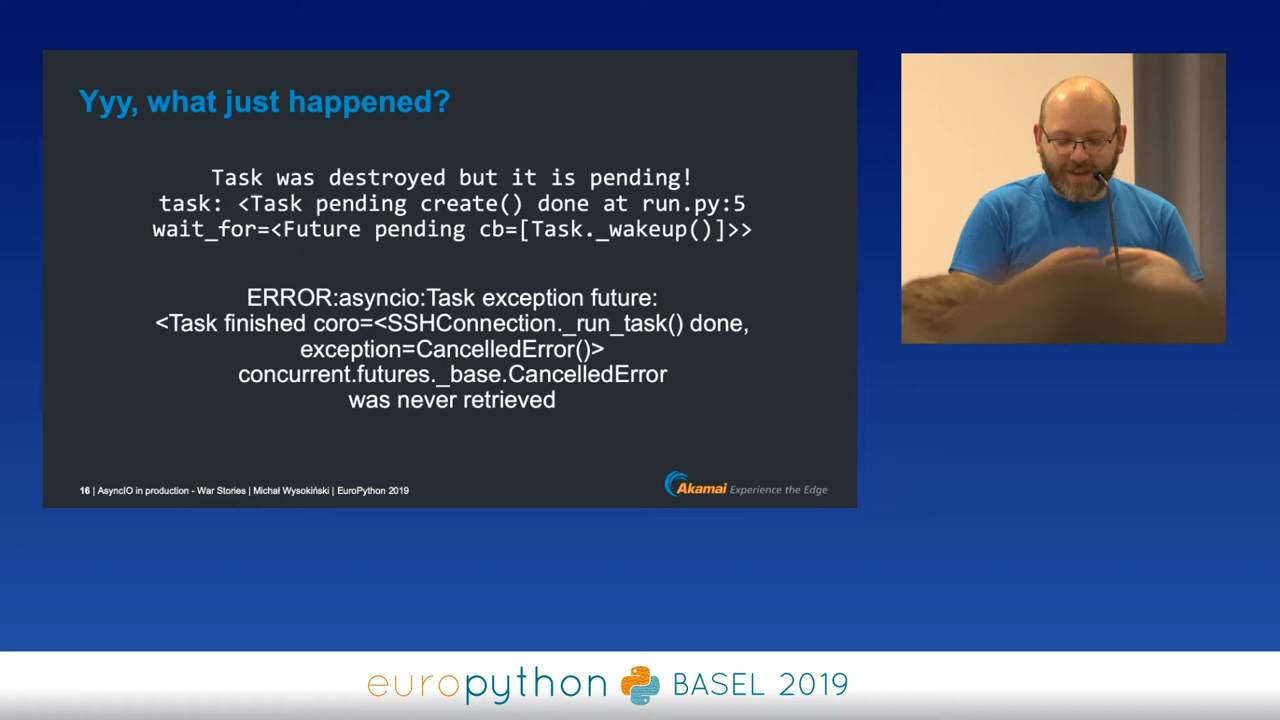 Yyy, what just happened?
Task was destroyed but it is pending!
task: <Task pending create() done at run.py:5
wait_for=<Future pending cb=[Task._wakeup()]>>
ERROR:asyncio:Task exception future:
<Task finished coro=<SSHConnection._run_task() done,
exception=CancelledError()>
concurrent.futures._base.CancelledError
was never retrieved
16 | AsyncIO in production - War Stories | Michał Wysokiński | EuroPython 2019
Akamai Experience the Edge
europython BASEL 2019